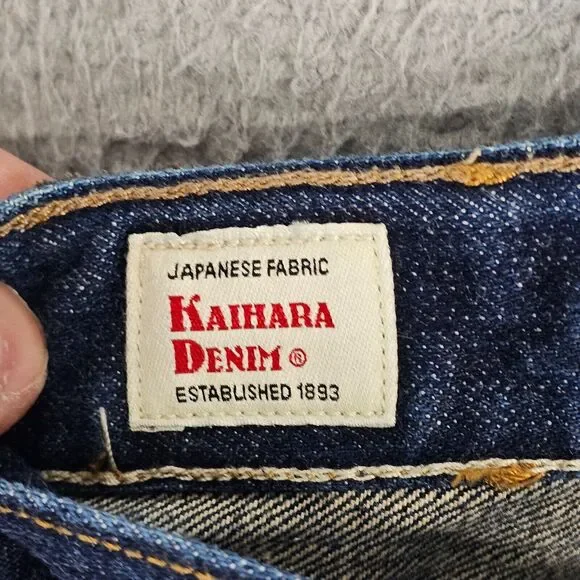 JAPANESE FABRIC
KAIHARA
DENIM ®
ESTABLISHED 1893